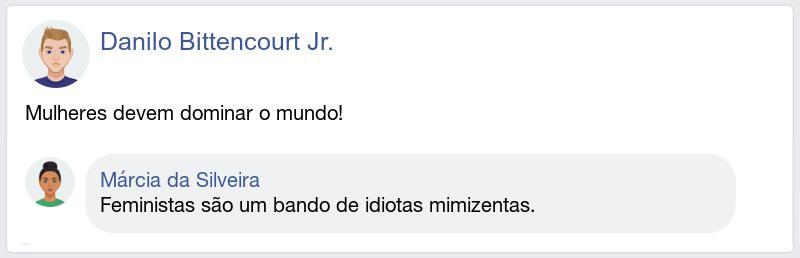 Danilo Bittencourt Jr.
Mulheres devem dominar o mundo!
Márcia da Silveira
Feministas são um bando de idiotas mimizentas.